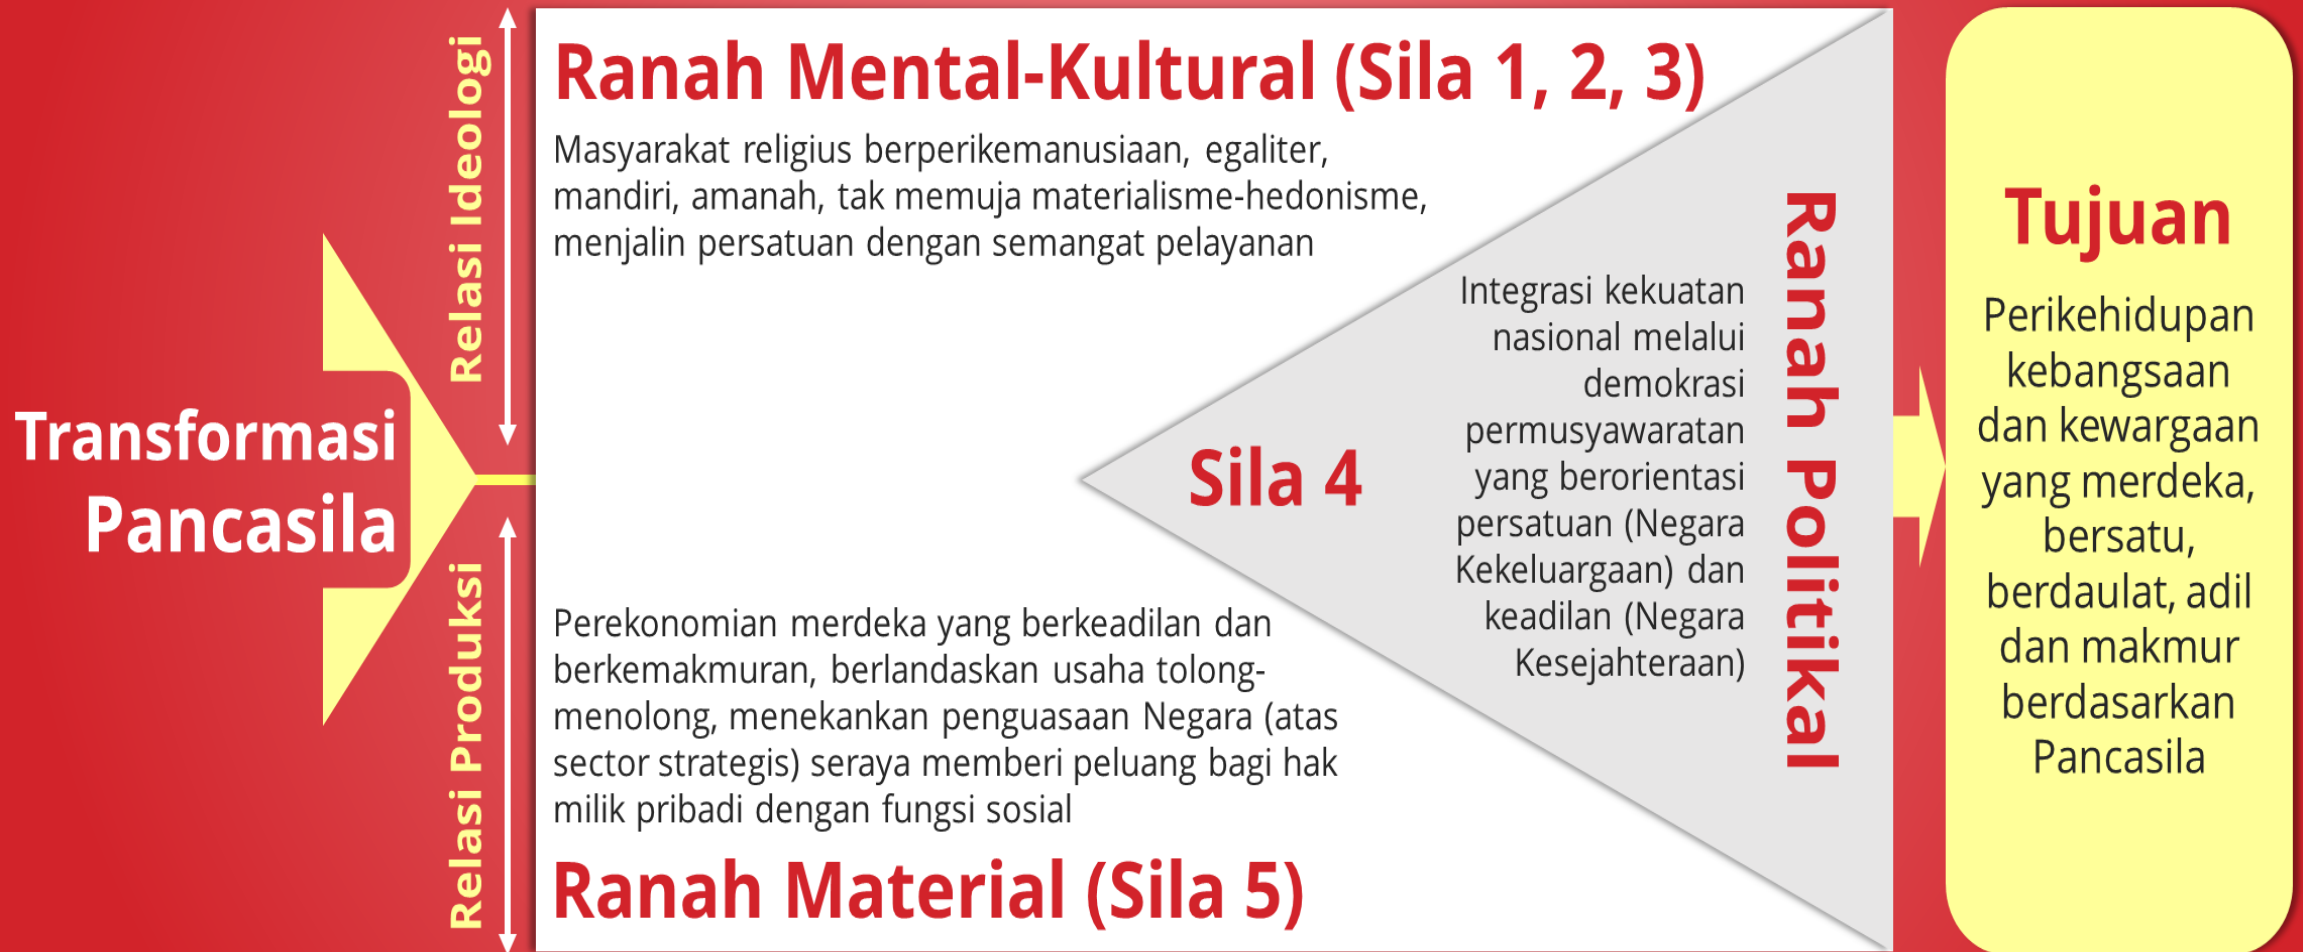 Transformasi
Pancasila
Relasi Ideologi
Relasi Produksi
Ranah Mental-Kultural (Sila 1, 2, 3)
Masyarakat religius berperikemanusiaan, egaliter,
mandiri, amanah, tak memuja materialisme-hedonisme,
menjalin persatuan dengan semangat pelayanan
Perekonomian merdeka yang berkeadilan dan
berkemakmuran, berlandaskan usaha tolong-
menolong, menekankan penguasaan Negara (atas
sector strategis) seraya memberi peluang bagi hak
milik pribadi dengan fungsi sosial
Ranah Material (Sila 5)
Sila 4
Integrasi kekuatan
nasional melalui
demokrasi
permusyawaratan
yang berorientasi
persatuan (Negara
Kekeluargaan) dan
keadilan (Negara
Kesejahteraan)
Ranah Politikal
Tujuan
Perikehidupan
kebangsaan
dan kewargaan
yang merdeka,
bersatu,
berdaulat, adil
dan makmur
berdasarkan
Pancasila